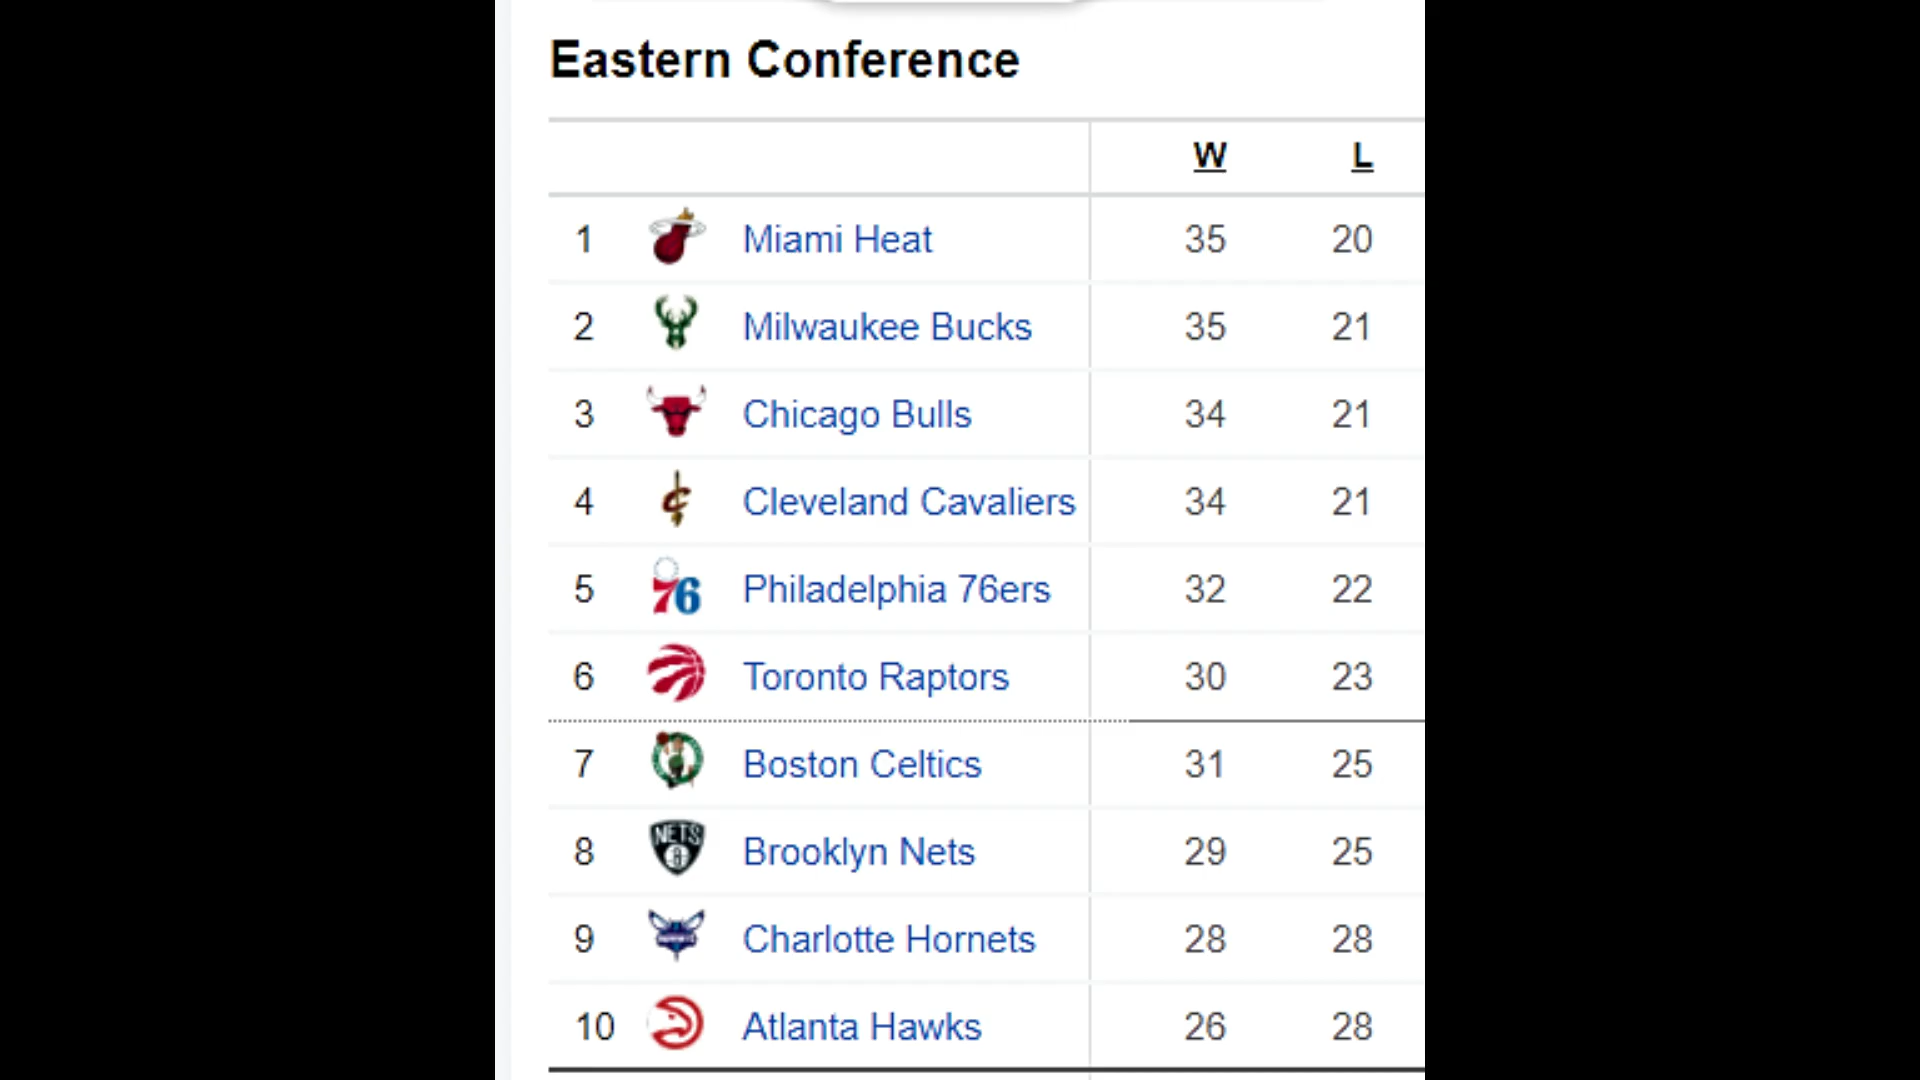 Eastern Conference
W L
1 Miami Heat 35 20
2 Milwaukee Bucks 35 21
3 Chicago Bulls 34 21
4 Cleveland Cavaliers 34 21
5 76 Philadelphia 76ers 32 22
6 Toronto Raptors 30 23
7 Boston Celtics 31 25
8 NETS B Brooklyn Nets 29 25
9 Charlotte Hornets 28 28
10 Atlanta Hawks 26 28